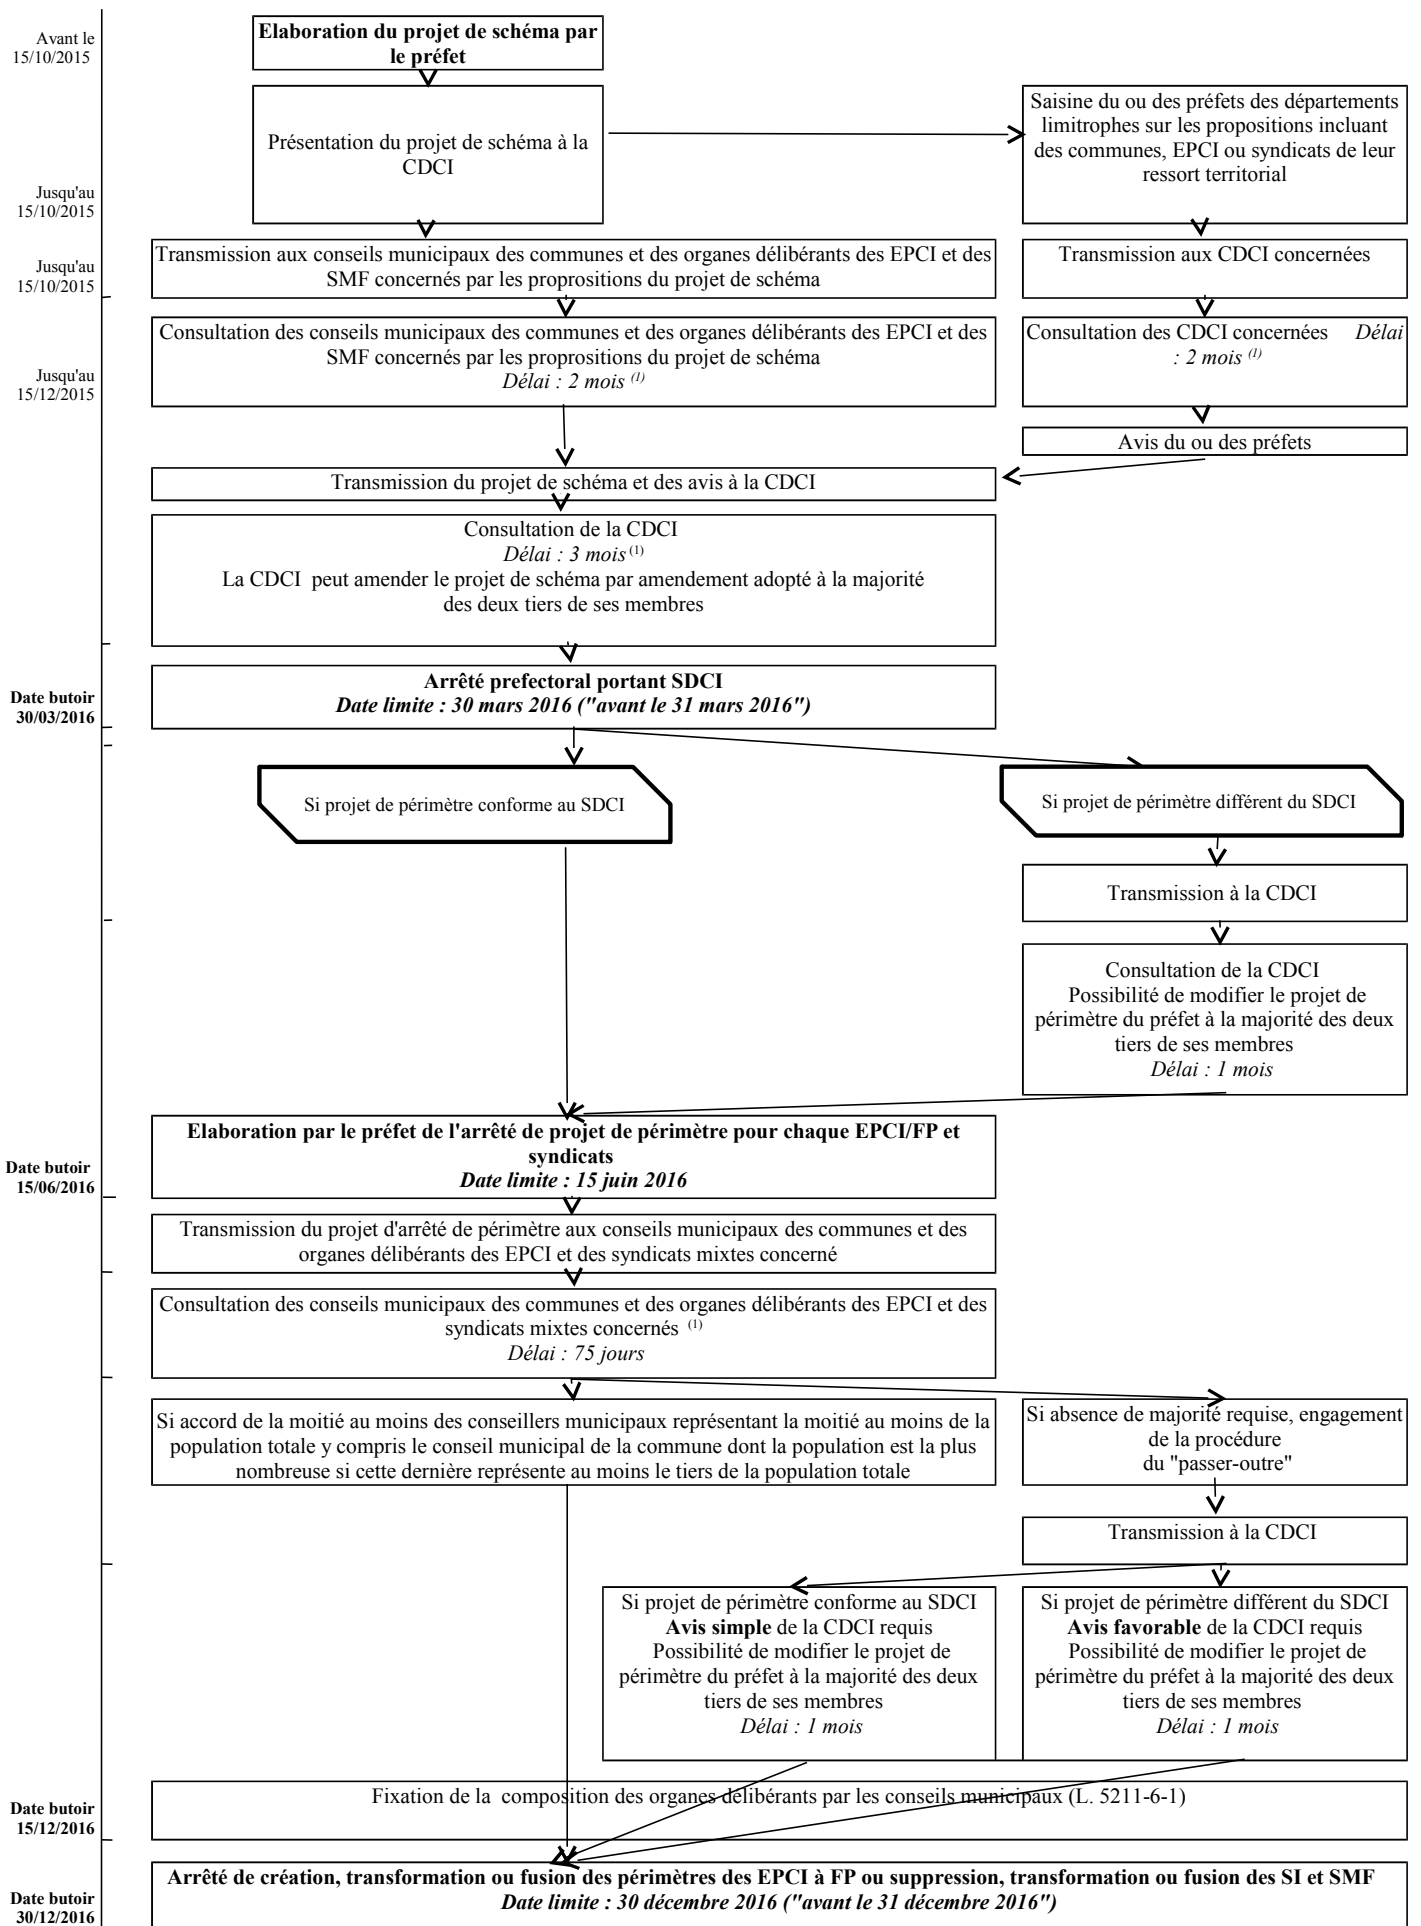 Avant le
15/10/2015
Elaboration du projet de schéma par
le préfet
Présentation du projet de schéma à la
CDCI
Saisine du ou des préfets des départements
limitrophes sur les propositions incluant
des communes, EPCI ou syndicats de leur
ressort territorial
Jusqu'au
15/10/2015
Jusqu'au
15/10/2015
Transmission aux conseils municipaux des communes et des organes délibérants des EPCI et des
SMF concernés par les proprositions du projet de schéma
Transmission aux CDCI concernées
Jusqu'au
15/12/2015
Consultation des conseils municipaux des communes et des organes délibérants des EPCI et des
SMF concernés par les proprositions du projet de schéma
Délai : 2 mois (1)
Consultation des CDCI concernées Délai
: 2 mois (1)
Avis du ou des préfets
Transmission du projet de schéma et des avis à la CDCI
Consultation de la CDCI
Délai : 3 mois (1)
La CDCI peut amender le projet de schéma par amendement adopté à la majorité
des deux tiers de ses membres
Date butoir
30/03/2016
Arrêté prefectoral portant SDCI
Date limite : 30 mars 2016 ("avant le 31 mars 2016")
Si projet de périmètre conforme au SDCI
Si projet de périmètre différent du SDCI
Transmission à la CDCI
Consultation de la CDCI
Possibilité de modifier le projet de
périmètre du préfet à la majorité des deux
tiers de ses membres
Délai : 1 mois
Date butoir
15/06/2016
Elaboration par le préfet de l'arrêté de projet de périmètre pour chaque EPCI/FP et
syndicats
Date limite : 15 juin 2016
Transmission du projet d'arrêté de périmètre aux conseils municipaux des communes et des
organes délibérants des EPCI et des syndicats mixtes concerné
Consultation des conseils municipaux des communes et des organes délibérants des EPCI et des
syndicats mixtes concernés (1)
Délai : 75 jours
Si accord de la moitié au moins des conseillers municipaux représentant la moitié au moins de la
population totale y compris le conseil municipal de la commune dont la population est la plus
nombreuse si cette dernière représente au moins le tiers de la population totale
Si absence de majorité requise, engagement
de la procédure
du "passer-outre"
Transmission à la CDCI
Si projet de périmètre conforme au SDCI
Avis simple de la CDCI requis
Possibilité de modifier le projet de
périmètre du préfet à la majorité des deux
tiers de ses membres
Délai : 1 mois
Si projet de périmètre différent du SDCI
Avis favorable de la CDCI requis
Possibilité de modifier le projet de
périmètre du préfet à la majorité des deux
tiers de ses membres
Délai : 1 mois
Date butoir
15/12/2016
Fixation de la composition des organes délibérants par les conseils municipaux (L. 5211-6-1)
Date butoir
30/12/2016
Arrêté de création, transformation ou fusion des périmètres des EPCI à FP ou suppression, transformation ou fusion des SI et SMF
Date limite : 30 décembre 2016 ("avant le 31 décembre 2016")